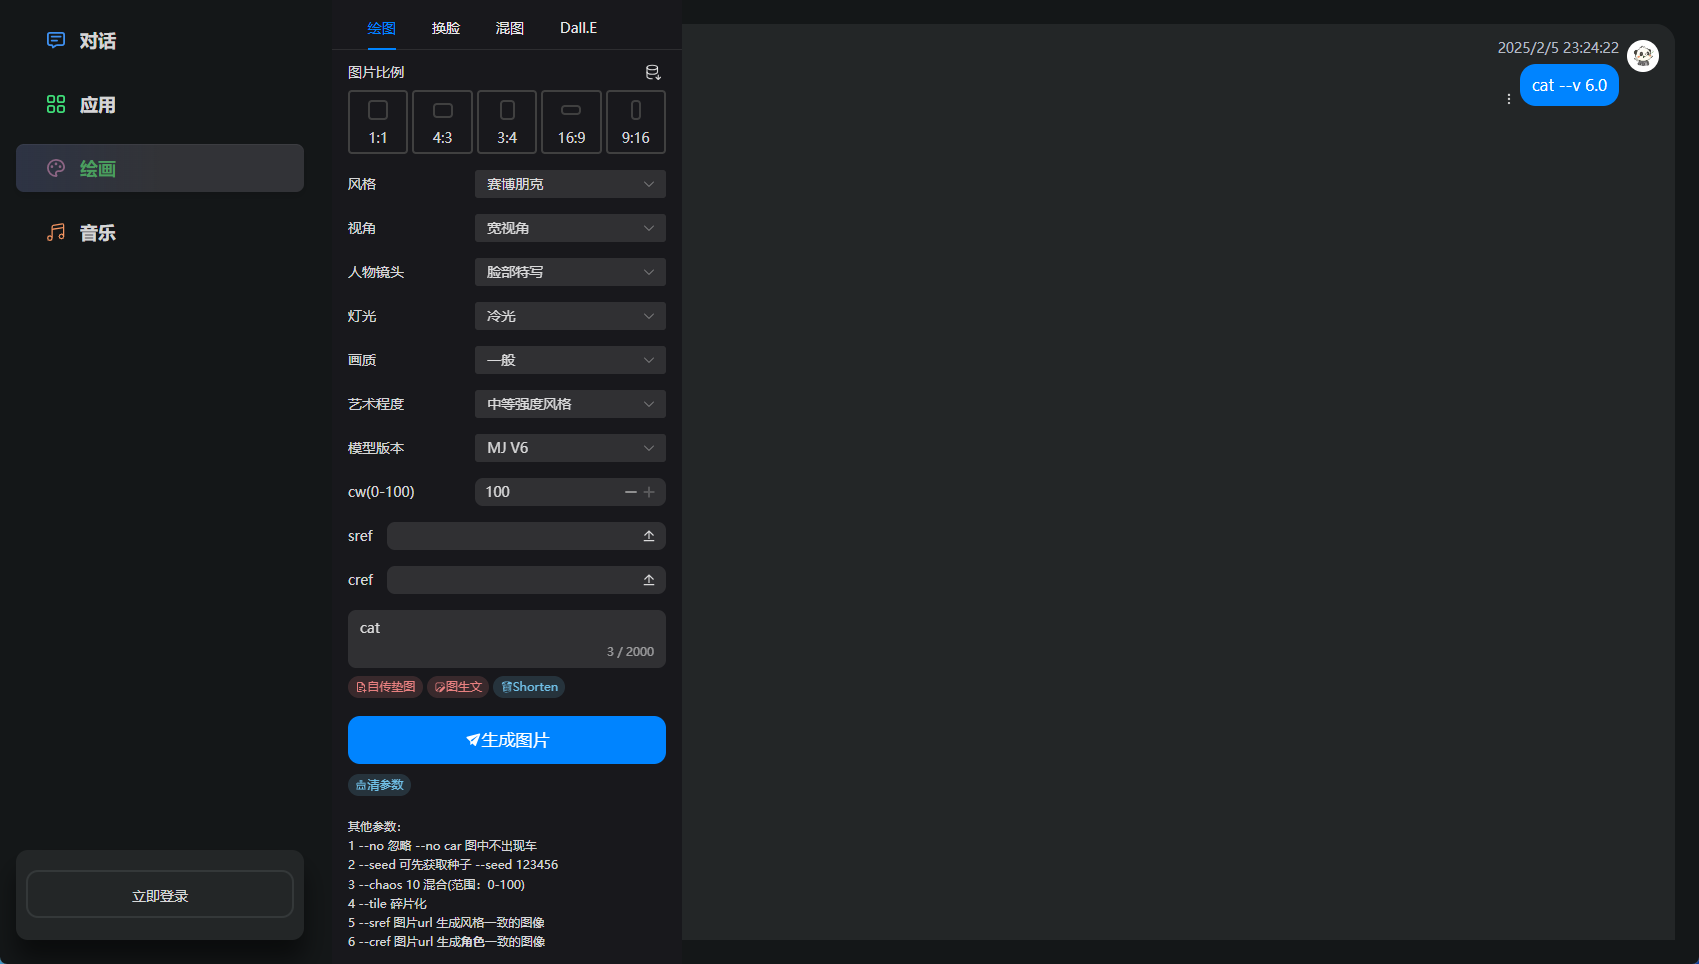 对话
应用
绘画
音乐
立即登录
绘图 换脸 混图 Dall.E
图片比例
1:1 4:3 3:4 16:9 9:16
风格 赛博朋克
视角 宽视角
人物镜头 脸部特写
灯光 冷光
画质 一般
艺术程度 中等强度风格
模型版本 MJ V6
cw(0-100) 100
sref
cref
cat
3 / 2000
自传垫图 图生文 Shorten
生成图片
清参数
其他参数：
1 --no 忽略 --no car 图中不出现车
2 --seed 可先获取种子 --seed 123456
3 --chaos 10 混合(范围：0-100)
4 --tile 碎片化
5 --sref 图片url 生成风格一致的图像
6 --cref 图片url 生成角色一致的图像
2025/2/5 23:24:22
cat --v 6.0